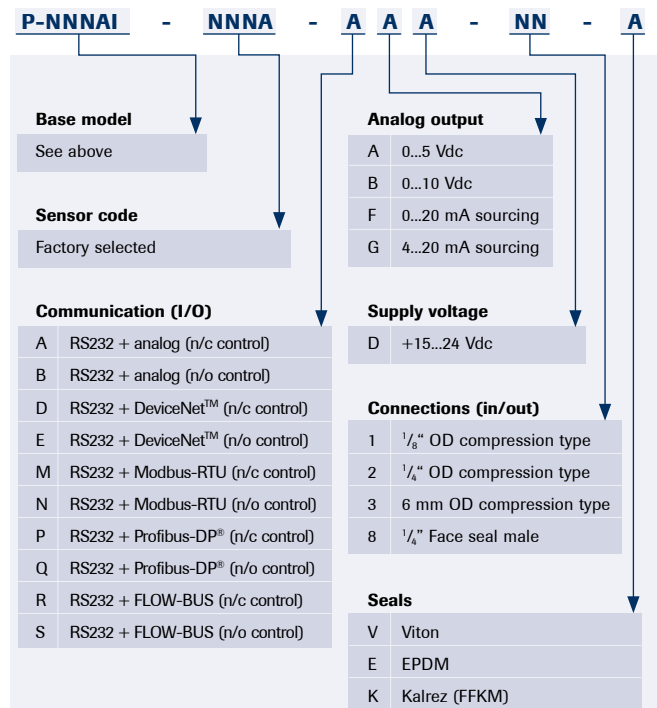 P-NNNAI - NNNA - A A A - NN - A
Base model
See above
Sensor code
Factory selected
Communication (I/O)
A RS232 + analog (n/c control)
B RS232 + analog (n/o control)
D RS232 + DeviceNet™ (n/c control)
E RS232 + DeviceNet™ (n/o control)
M RS232 + Modbus-RTU (n/c control)
N RS232 + Modbus-RTU (n/o control)
P RS232 + Profibus-DP® (n/c control)
Q RS232 + Profibus-DP® (n/o control)
R RS232 + FLOW-BUS (n/c control)
S RS232 + FLOW-BUS (n/o control)
Analog output
A 0...5 Vdc
B 0...10 Vdc
F 0...20 mA sourcing
G 4...20 mA sourcing
Supply voltage
D +15...24 Vdc
Connections (in/out)
1 1/8“ OD compression type
2 1/4“ OD compression type
3 6 mm OD compression type
8 1/4” Face seal male
Seals
V Viton
E EPDM
K Kalrez (FFKM)